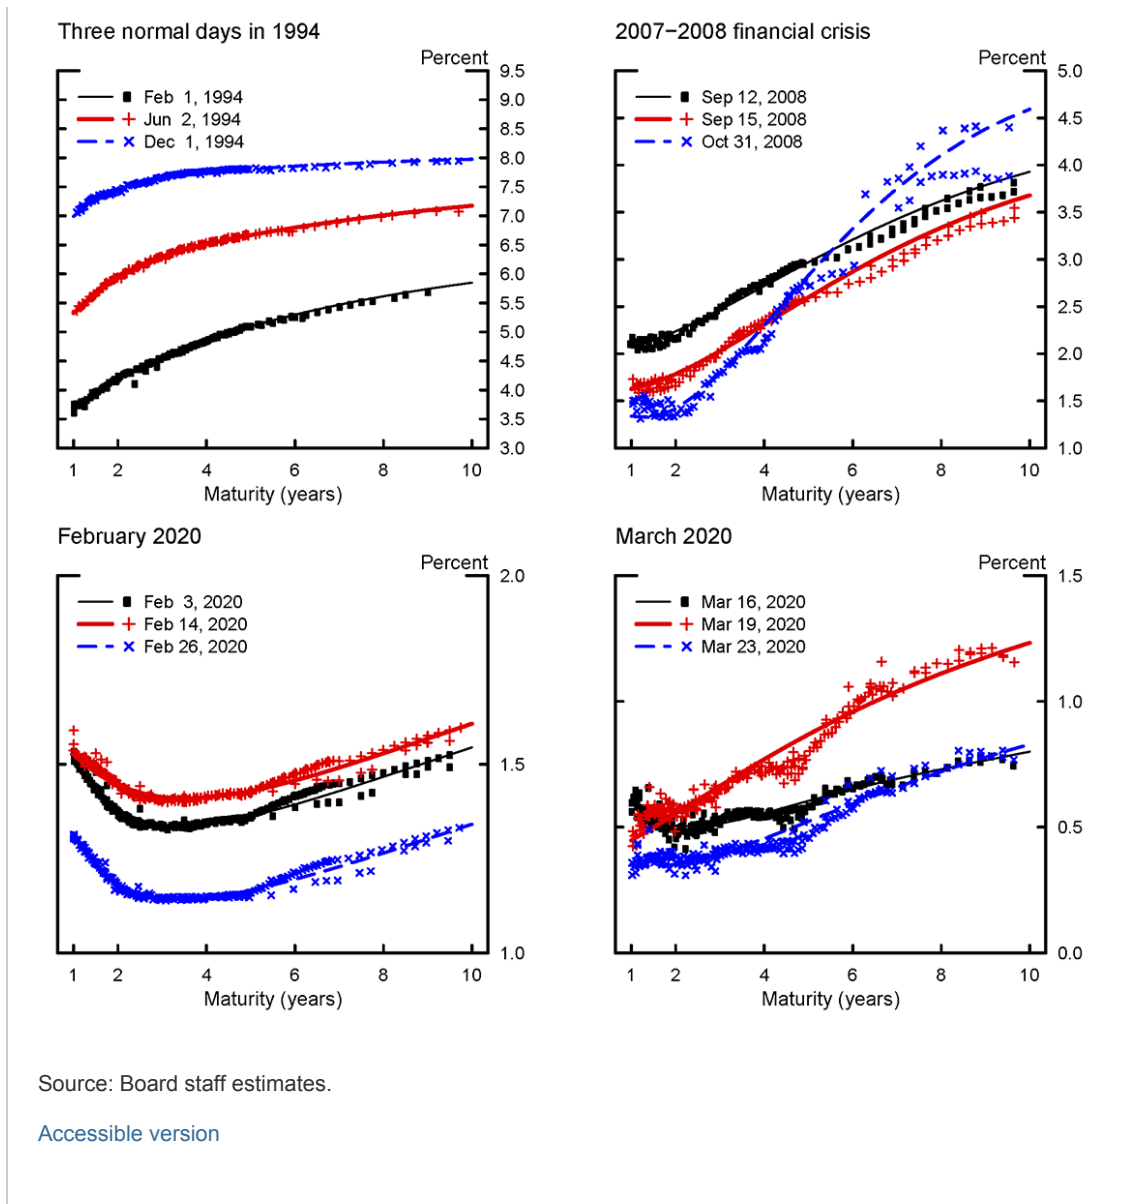 Three normal days in 1994
Percent
Feb 1, 1994
Jun 2, 1994
Dec 1, 1994
9.5
9.0
8.5
8.0
7.5
7.0
6.5
6.0
5.5
5.0
4.5
4.0
3.5
3.0
1 2 4 6 8 10
Maturity (years)
2007−2008 financial crisis
Percent
Sep 12, 2008
Sep 15, 2008
Oct 31, 2008
5.0
4.5
4.0
3.5
3.0
2.5
2.0
1.5
1.0
1 2 4 6 8 10
Maturity (years)
February 2020
Percent
Feb 3, 2020
Feb 14, 2020
Feb 26, 2020
2.0
1.5
1.0
1 2 4 6 8 10
Maturity (years)
March 2020
Percent
Mar 16, 2020
Mar 19, 2020
Mar 23, 2020
1.5
1.0
0.5
0.0
1 2 4 6 8 10
Maturity (years)
Source: Board staff estimates.
Accessible version